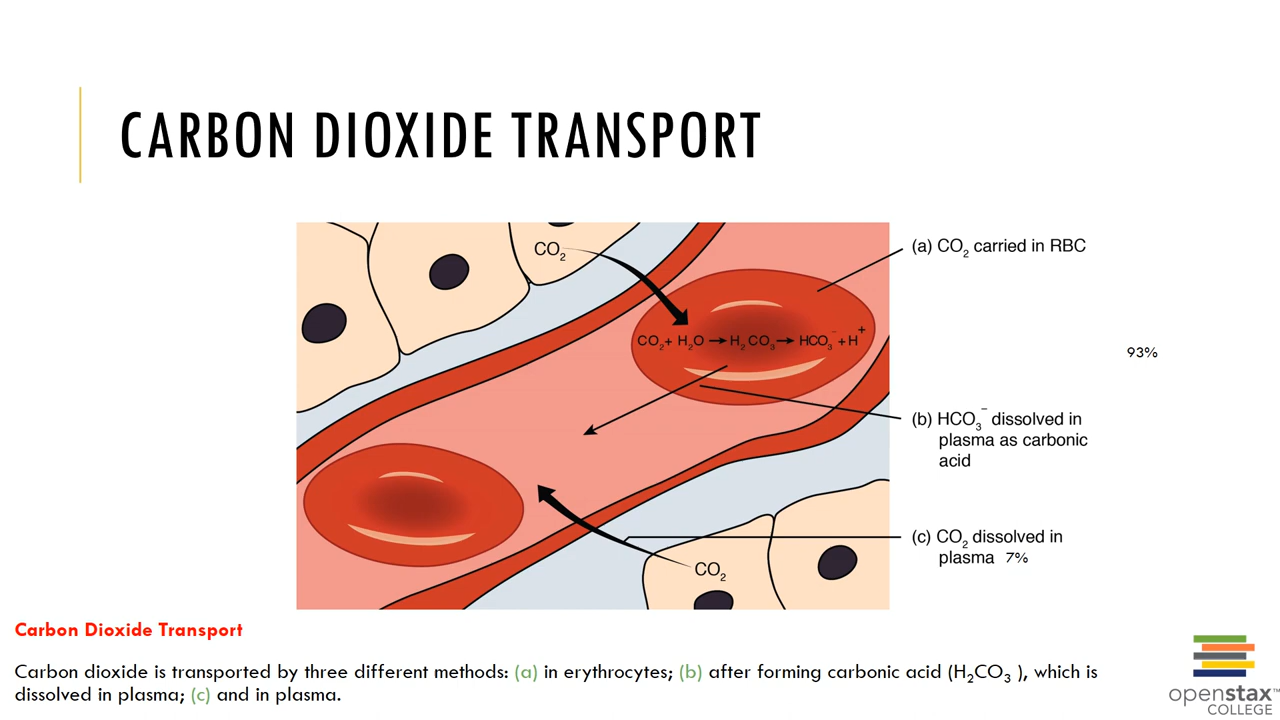 CARBON DIOXIDE TRANSPORT
CO₂
(a) CO₂ carried in RBC
CO₂ + H₂O → H₂CO₃ → HCO₃⁻ + H⁺
93%
(b) HCO₃⁻ dissolved in
plasma as carbonic
acid
(c) CO₂ dissolved in
plasma 7%
CO₂
Carbon Dioxide Transport
Carbon dioxide is transported by three different methods: (a) in erythrocytes; (b) after forming carbonic acid (H₂CO₃ ), which is
dissolved in plasma; (c) and in plasma.
openstax™
COLLEGE